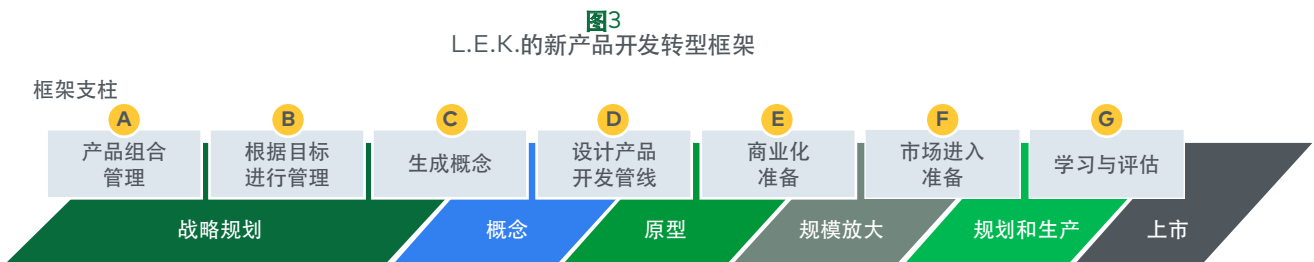 图3
L.E.K.的新产品开发转型框架
框架支柱
A
B
C
D
E
F
G
产品组合
管理
根据目标
进行管理
生成概念
设计产品
开发管线
商业化
准备
市场进入
准备
学习与评估
战略规划
概念
原型
规模放大
规划和生产
上市